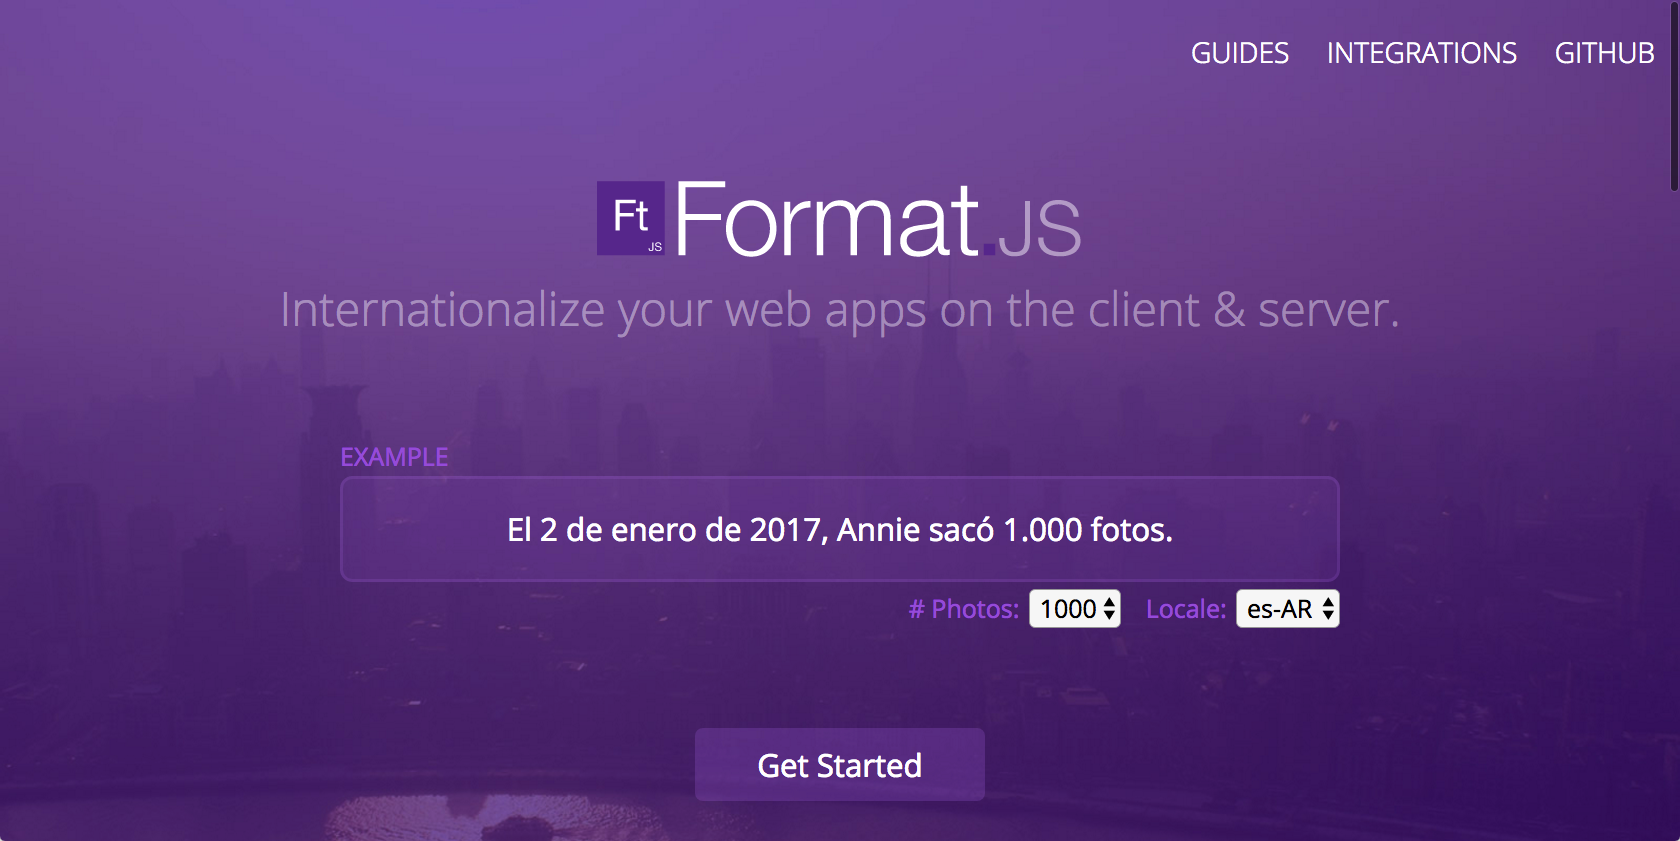 GUIDES INTEGRATIONS GITHUB
Ft
JS
Format.JS
Internationalize your web apps on the client & server.
EXAMPLE
El 2 de enero de 2017, Annie sacó 1.000 fotos.
# Photos: 1000 Locale: es-AR
Get Started